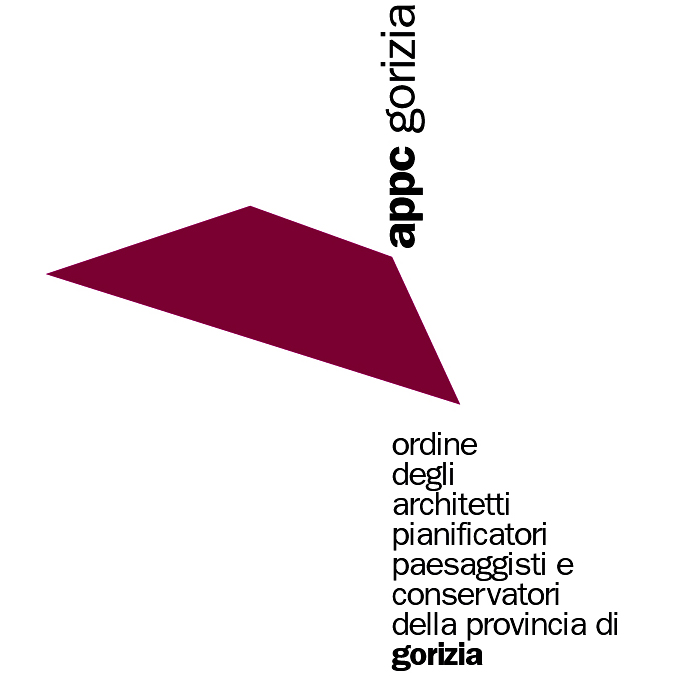 appc gorizia
ordine
degli
architetti
pianificatori
paesaggisti e
conservatori
della provincia di
gorizia